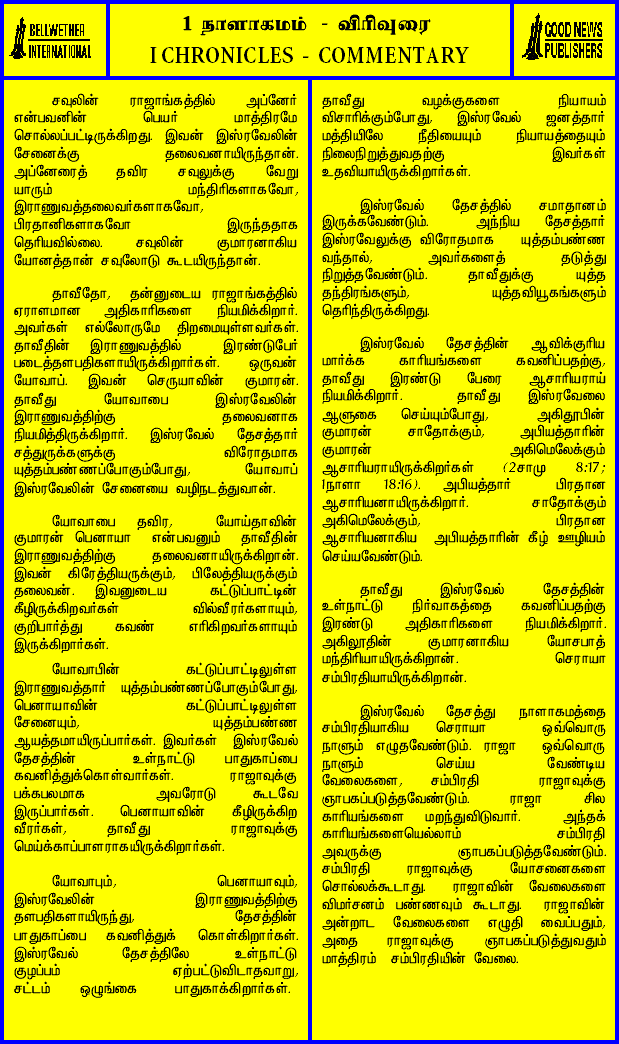 BELLWETHER
INTERNATIONAL
1 நாளாகமம் - விரிவுரை
I CHRONICLES - COMMENTARY
GOOD NEWS
PUBLISHERS
சவுலின் ராஜாங்கத்தில் அப்னேர்
என்பவனின் பெயர் மாத்திரமே
சொல்லப்பட்டிருக்கிறது. இவன் இஸ்ரவேலின்
சேனைக்கு தலைவனாயிருந்தான்.
அப்னேரைத் தவிர சவுலுக்கு வேறு
யாரும் மந்திரிகளாகவோ,
இராணுவத்தலைவர்களாகவோ,
பிரதானிகளாகவோ இருந்ததாக
தெரியவில்லை. சவுலின் குமாரனாகிய
யோனத்தான் சவுலோடு கூடயிருந்தான்.
தாவீதோ, தன்னுடைய ராஜாங்கத்தில்
ஏராளமான அதிகாரிகளை நியமிக்கிறார்.
அவர்கள் எல்லோருமே திறமையுள்ளவர்கள்.
தாவீதின் இராணுவத்தில் இரண்டுபேர்
படைத்தளபதிகளாயிருக்கிறார்கள். ஒருவன்
யோவாப். இவன் செருயாவின் குமாரன்.
தாவீது யோவாபை இஸ்ரவேலின்
இராணுவத்திற்கு தலைவனாக
நியமித்திருக்கிறார். இஸ்ரவேல் தேசத்தார்
சத்துருக்களுக்கு விரோதமாக
யுத்தம்பண்ணப்போகும்போது, யோவாப்
இஸ்ரவேலின் சேனையை வழிநடத்துவான்.
யோவாபை தவிர, யோய்தாவின்
குமாரன் பெனாயா என்பவனும் தாவீதின்
இராணுவத்திற்கு தலைவனாயிருக்கிறான்.
இவன் கிரேத்தியருக்கும், பிலேத்தியருக்கும்
தலைவன். இவனுடைய கட்டுப்பாட்டின்
கீழிருக்கிறவர்கள் வில்வீரர்களாயும்,
குறிபார்த்து கவண் எரிகிறவர்களாயும்
இருக்கிறார்கள்.
யோவாபின் கட்டுப்பாட்டிலுள்ள
இராணுவத்தார் யுத்தம்பண்ணப்போகும்போது,
பெனாயாவின் கட்டுப்பாட்டிலுள்ள
சேனையும், யுத்தம்பண்ண
ஆயத்தமாயிருப்பார்கள். இவர்கள் இஸ்ரவேல்
தேசத்தின் உள்நாட்டு பாதுகாப்பை
கவனித்துக்கொள்வார்கள். ராஜாவுக்கு
பக்கபலமாக அவரோடு கூடவே
இருப்பார்கள். பெனாயாவின் கீழிருக்கிற
வீரர்கள், தாவீது ராஜாவுக்கு
மெய்க்காப்பாளராகயிருக்கிறார்கள்.
யோவாபும், பெனாயாவும்,
இஸ்ரவேலின் இராணுவத்திற்கு
தளபதிகளாயிருந்து, தேசத்தின்
பாதுகாப்பை கவனித்துக் கொள்கிறார்கள்.
இஸ்ரவேல் தேசத்திலே உள்நாட்டு
குழப்பம் ஏற்பட்டுவிடாதவாறு,
சட்டம் ஒழுங்கை பாதுகாக்கிறார்கள்.
தாவீது வழக்குகளை நியாயம்
விசாரிக்கும்போது, இஸ்ரவேல் ஜனத்தார்
மத்தியிலே நீதியையும் நியாயத்தையும்
நிலைநிறுத்துவதற்கு இவர்கள்
உதவியாயிருக்கிறார்கள்.
இஸ்ரவேல் தேசத்தில் சமாதானம்
இருக்கவேண்டும். அந்நிய தேசத்தார்
இஸ்ரவேலுக்கு விரோதமாக யுத்தம்பண்ண
வந்தால், அவர்களைத் தடுத்து
நிறுத்தவேண்டும். தாவீதுக்கு யுத்த
தந்திரங்களும், யுத்தவியூகங்களும்
தெரிந்திருக்கிறது.
இஸ்ரவேல் தேசத்தின் ஆவிக்குரிய
மார்க்க காரியங்களை கவனிப்பதற்கு,
தாவீது இரண்டு பேரை ஆசாரியராய்
நியமிக்கிறார். தாவீது இஸ்ரவேலை
ஆளுகை செய்யும்போது, அகிதூபின்
குமாரன் சாதோக்கும், அபியத்தாரின்
குமாரன் அகிமெலேக்கும்
ஆசாரியராயிருக்கிறர்கள் (2சாமு 8:17;
1நாளா 18:16). அபியத்தார் பிரதான
ஆசாரியனாயிருக்கிறார். சாதோக்கும்
அகிமெலேக்கும், பிரதான
ஆசாரியனாகிய அபியத்தாரின் கீழ் ஊழியம்
செய்யவேண்டும்.
தாவீது இஸ்ரவேல் தேசத்தின்
உள்நாட்டு நிர்வாகத்தை கவனிப்பதற்கு
இரண்டு அதிகாரிகளை நியமிக்கிறார்.
அகிலூதின் குமாரனாகிய யோசபாத்
மந்திரியாயிருக்கிறான். செராயா
சம்பிரதியாயிருக்கிறான்.
இஸ்ரவேல் தேசத்து நாளாகமத்தை
சம்பிரதியாகிய செராயா ஒவ்வொரு
நாளும் எழுதவேண்டும். ராஜா ஒவ்வொரு
நாளும் செய்ய வேண்டிய
வேலைகளை, சம்பிரதி ராஜாவுக்கு
ஞாபகப்படுத்தவேண்டும். ராஜா சில
காரியங்களை மறந்துவிடுவார். அந்தக்
காரியங்களையெல்லாம் சம்பிரதி
அவருக்கு ஞாபகப்படுத்தவேண்டும்.
சம்பிரதி ராஜாவுக்கு யோசனைகளை
சொல்லக்கூடாது. ராஜாவின் வேலைகளை
விமர்சனம் பண்ணவும் கூடாது. ராஜாவின்
அன்றாட வேலைகளை எழுதி வைப்பதும்,
அதை ராஜாவுக்கு ஞாபகப்படுத்துவதும்
மாத்திரம் சம்பிரதியின் வேலை.